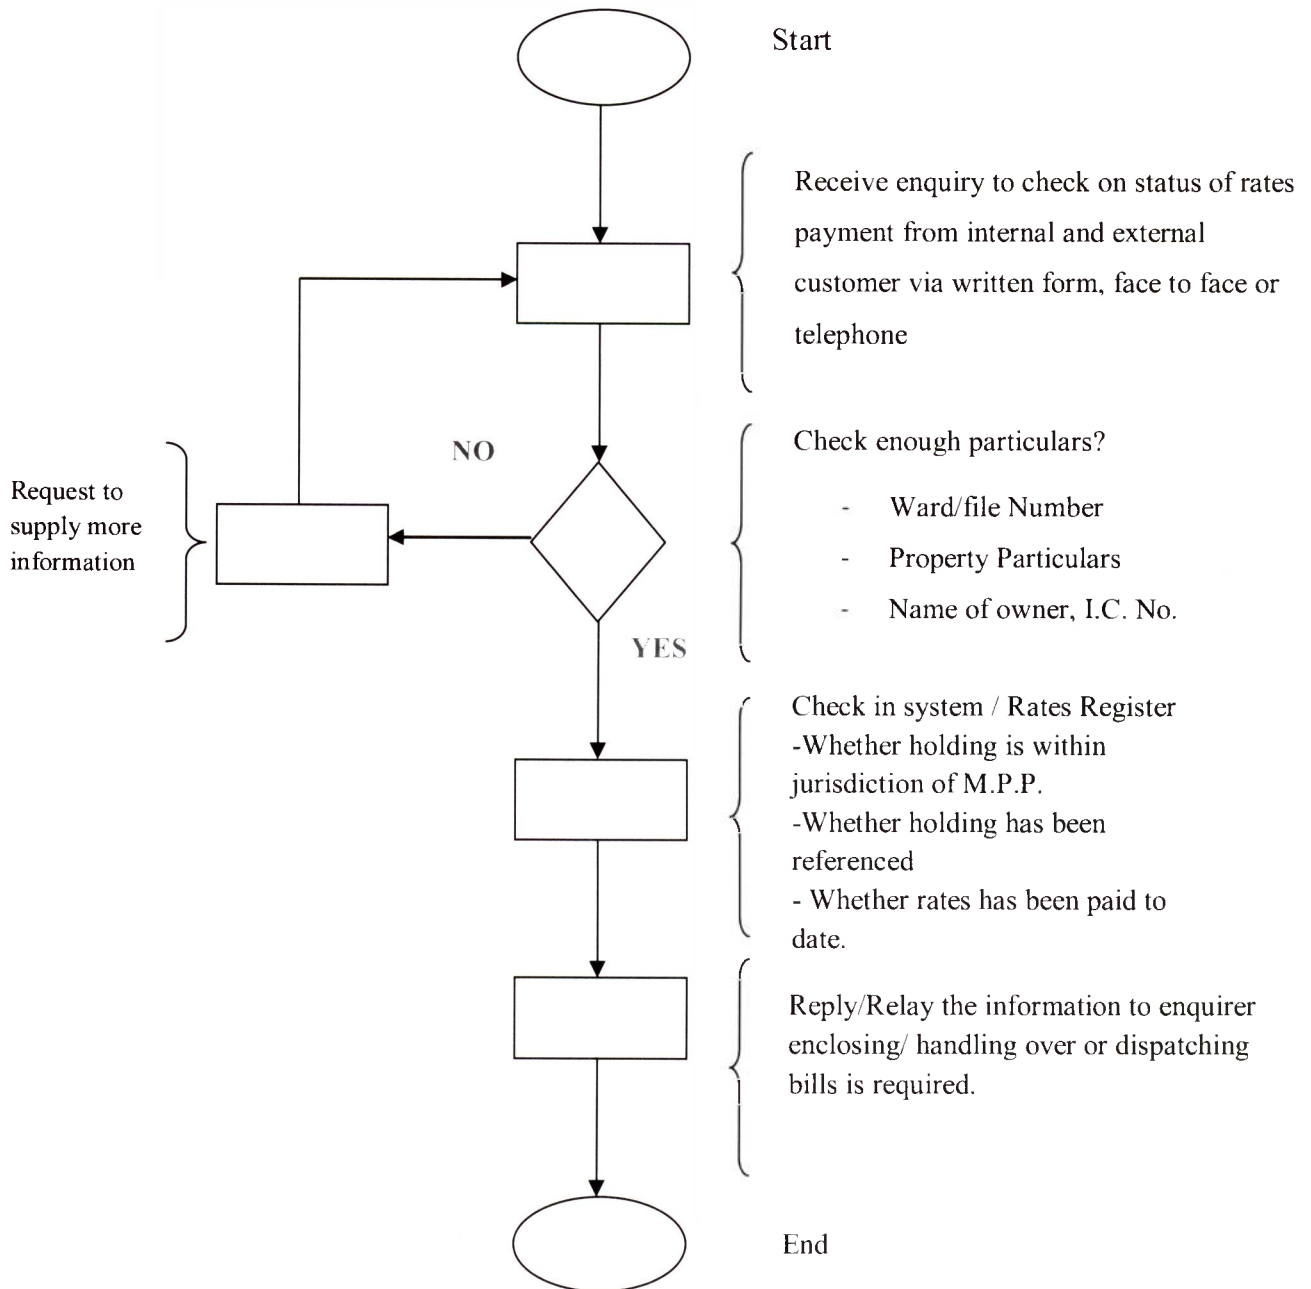 Start
Receive enquiry to check on status of rates
payment from internal and external
customer via written form, face to face or
telephone
NO
Check enough particulars?
- Ward/file Number
- Property Particulars
- Name of owner, I.C. No.
Request to
supply more
information
YES
Check in system / Rates Register
-Whether holding is within
jurisdiction of M.P.P.
-Whether holding has been
referenced
- Whether rates has been paid to
date.
Reply/Relay the information to enquirer
enclosing/ handling over or dispatching
bills is required.
End